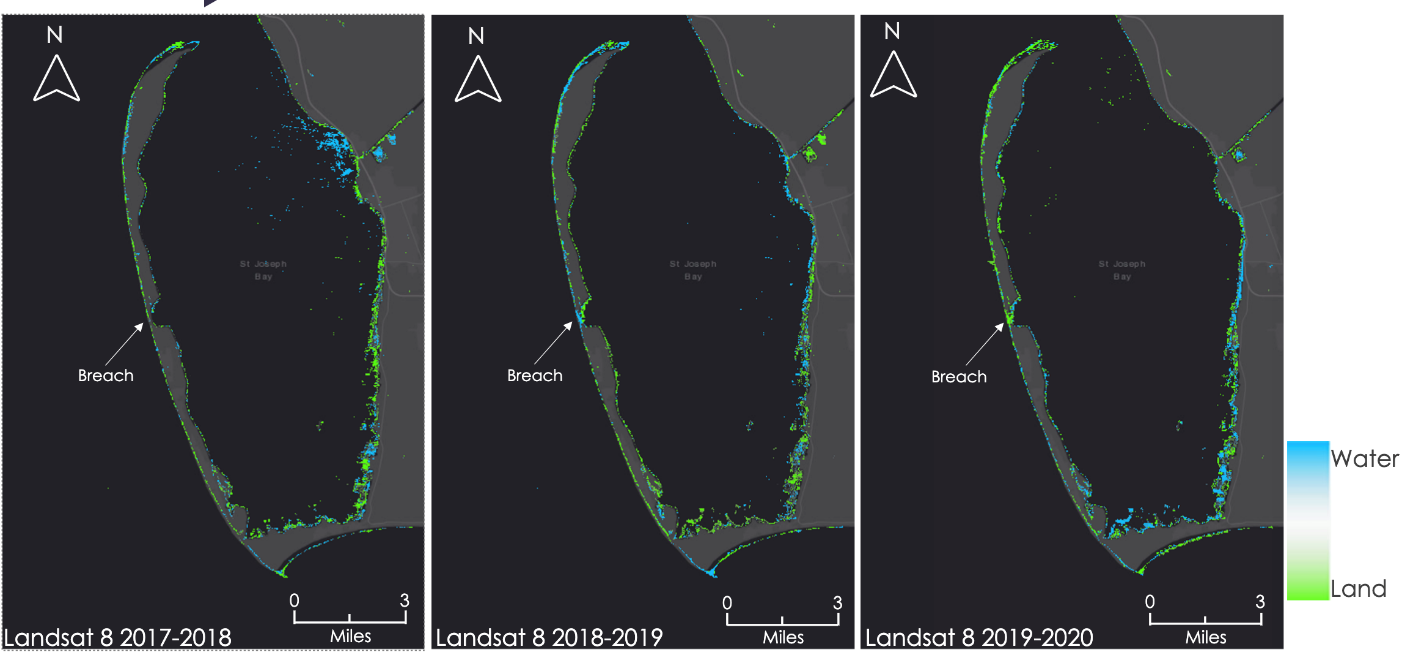 N
St Joseph
Bay
Breach
0 3
Miles
Landsat 8 2017-2018
N
St Joseph
Bay
Breach
0 3
Miles
Landsat 8 2018-2019
N
St Joseph
Bay
Breach
0 3
Miles
Landsat 8 2019-2020
Water
Land